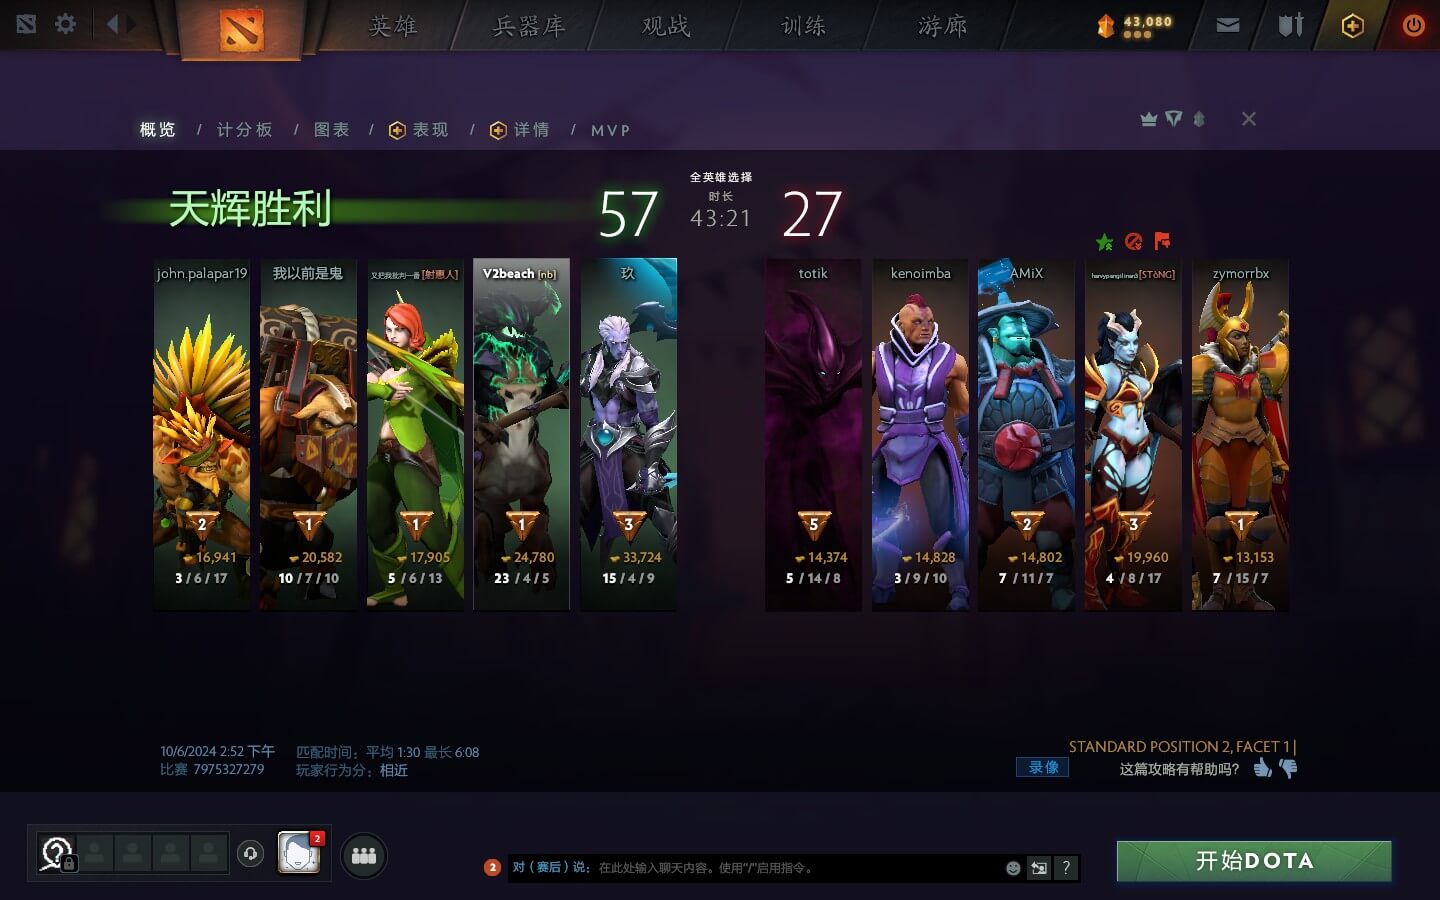 英雄
兵器库
观战
训练
游廊
43,080
概览 / 计分板 / 图表 / 表现 / 详情 / MVP
天辉胜利
57
全英雄选择
时长
43:21
27
john.palapar19
我以前是鬼
又把我批判一番 [射惠人]
V2beach [nb]
玖
totik
kenoimba
AMiX
[STONG]
zymorrbx
2
1
1
1
3
5
2
3
1
16,941
20,582
17,905
24,780
33,724
14,374
14,828
14,802
19,960
13,153
3 / 6 / 17
10 / 7 / 10
5 / 6 / 13
23 / 4 / 5
15 / 4 / 9
5 / 14 / 8
3 / 9 / 10
7 / 11 / 7
4 / 8 / 17
7 / 15 / 7
10/6/2024 2:52 下午
比赛 7975327279
匹配时间：平均 1:30 最长 6:08
玩家行为分：相近
STANDARD POSITION 2, FACET 1 |
录像
这篇攻略有帮助吗?
2
2
对（赛后）说：在此处输入聊天内容。使用“/”启用指令。
?
开始DOTA